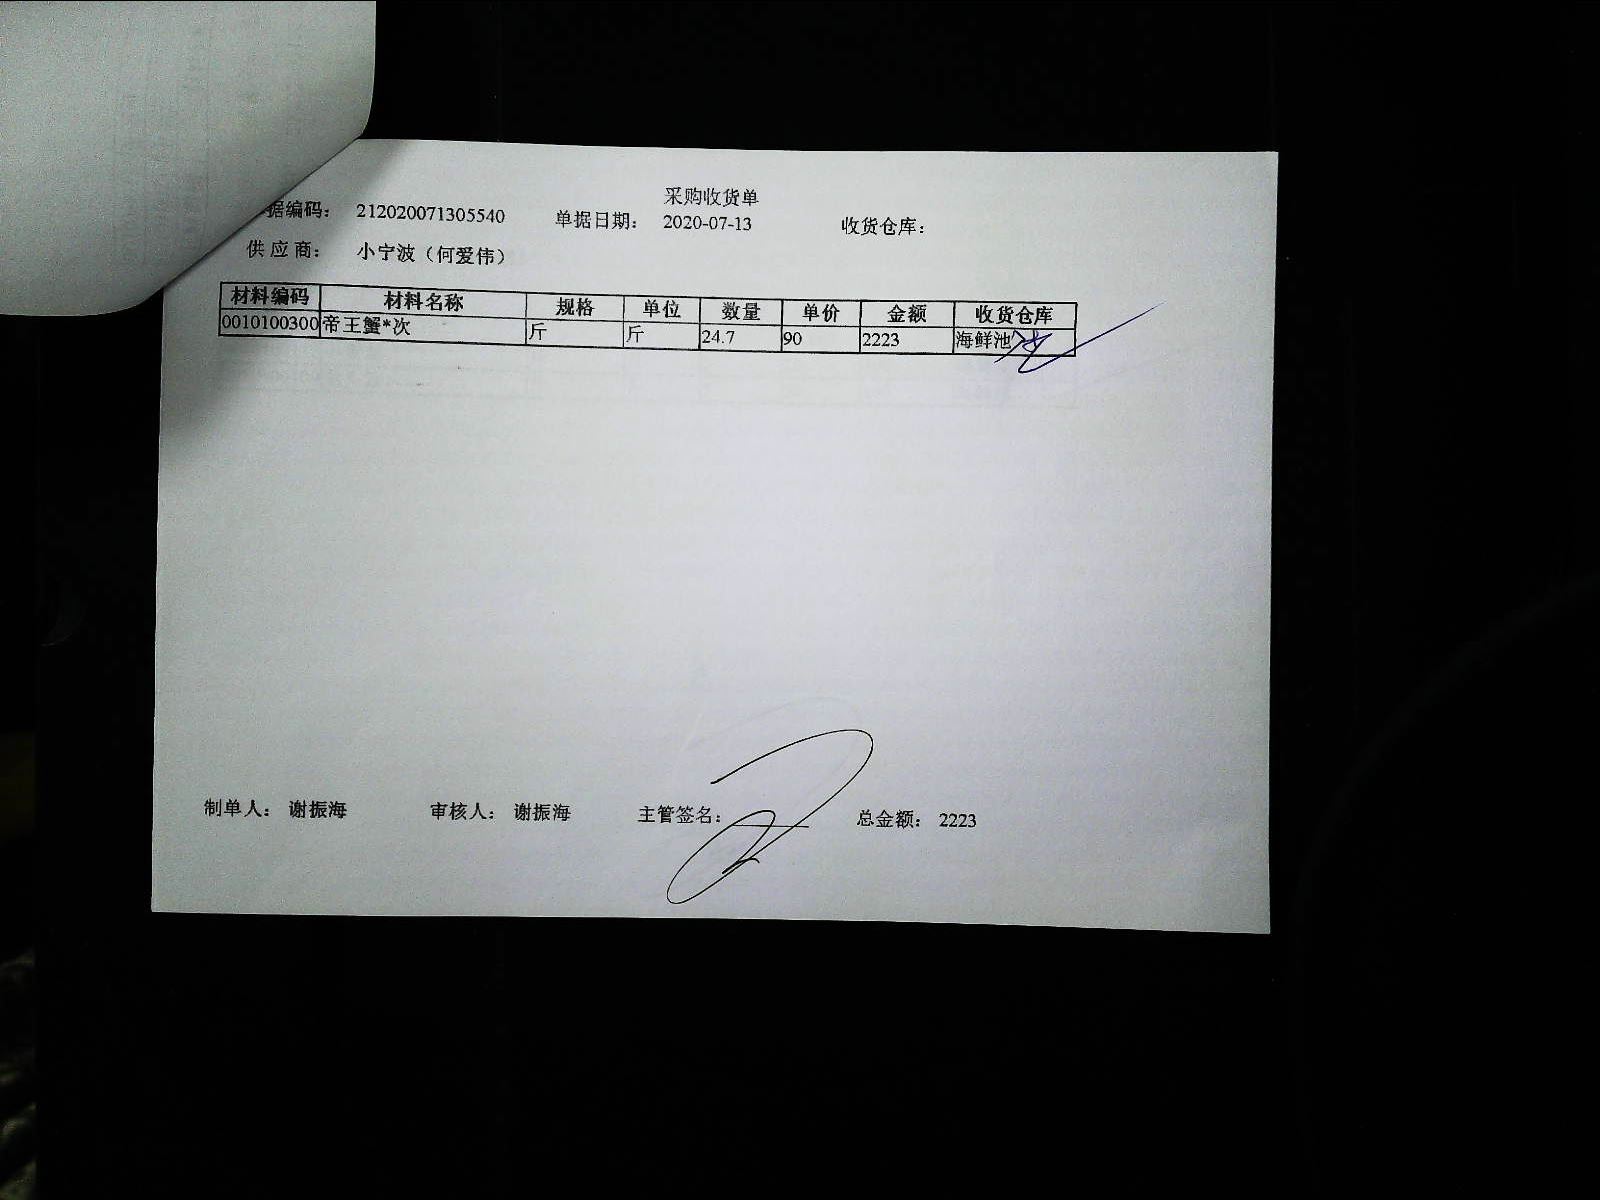 采购收货单
据编码： 212020071305540 单据日期： 2020-07-13 收货仓库：
供应商： 小宁波（何爱伟）
材料编码 材料名称 规格 单位 数量 单价 金额 收货仓库
0010100300 帝王蟹*次 斤 斤 24.7 90 2223 海鲜池
制单人： 谢振海 审核人： 谢振海 主管签名： 总金额： 2223